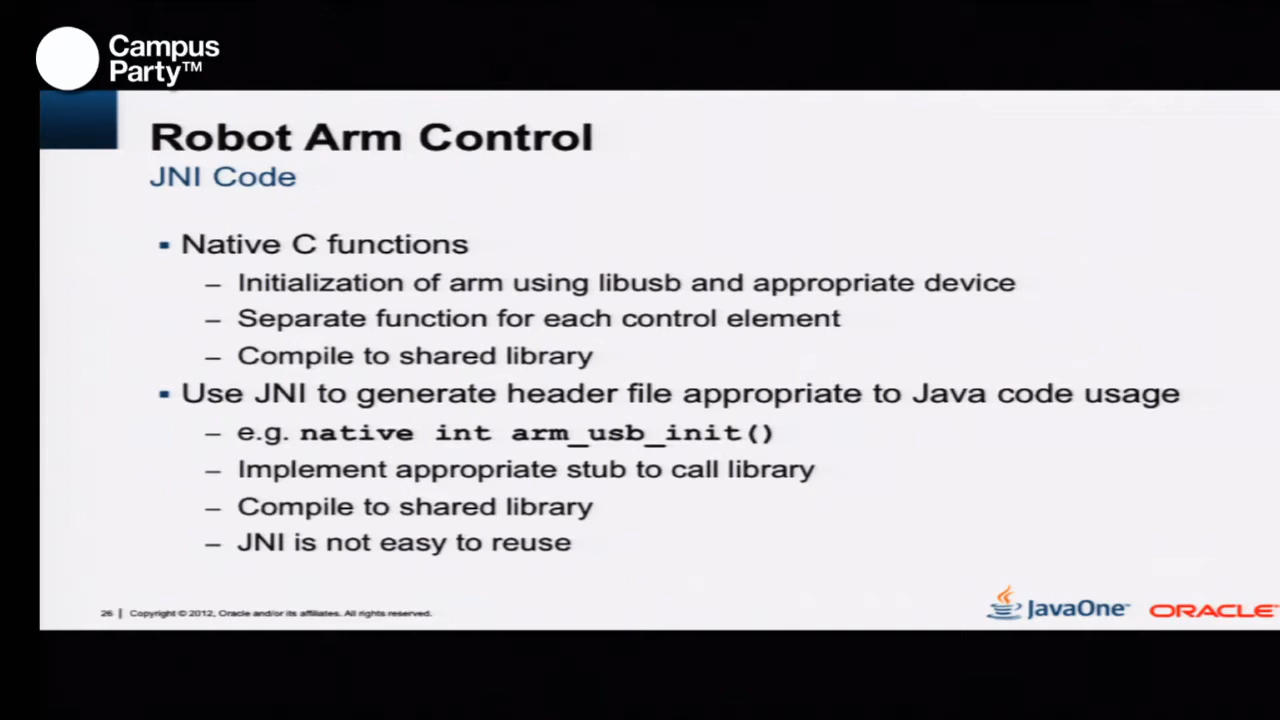 Campus
Party™
Robot Arm Control
JNI Code
▪ Native C functions
– Initialization of arm using libusb and appropriate device
– Separate function for each control element
– Compile to shared library
▪ Use JNI to generate header file appropriate to Java code usage
– e.g. native int arm_usb_init()
– Implement appropriate stub to call library
– Compile to shared library
– JNI is not easy to reuse
26 | Copyright © 2012, Oracle and/or its affiliates. All rights reserved.
JavaOne™ ORACLE